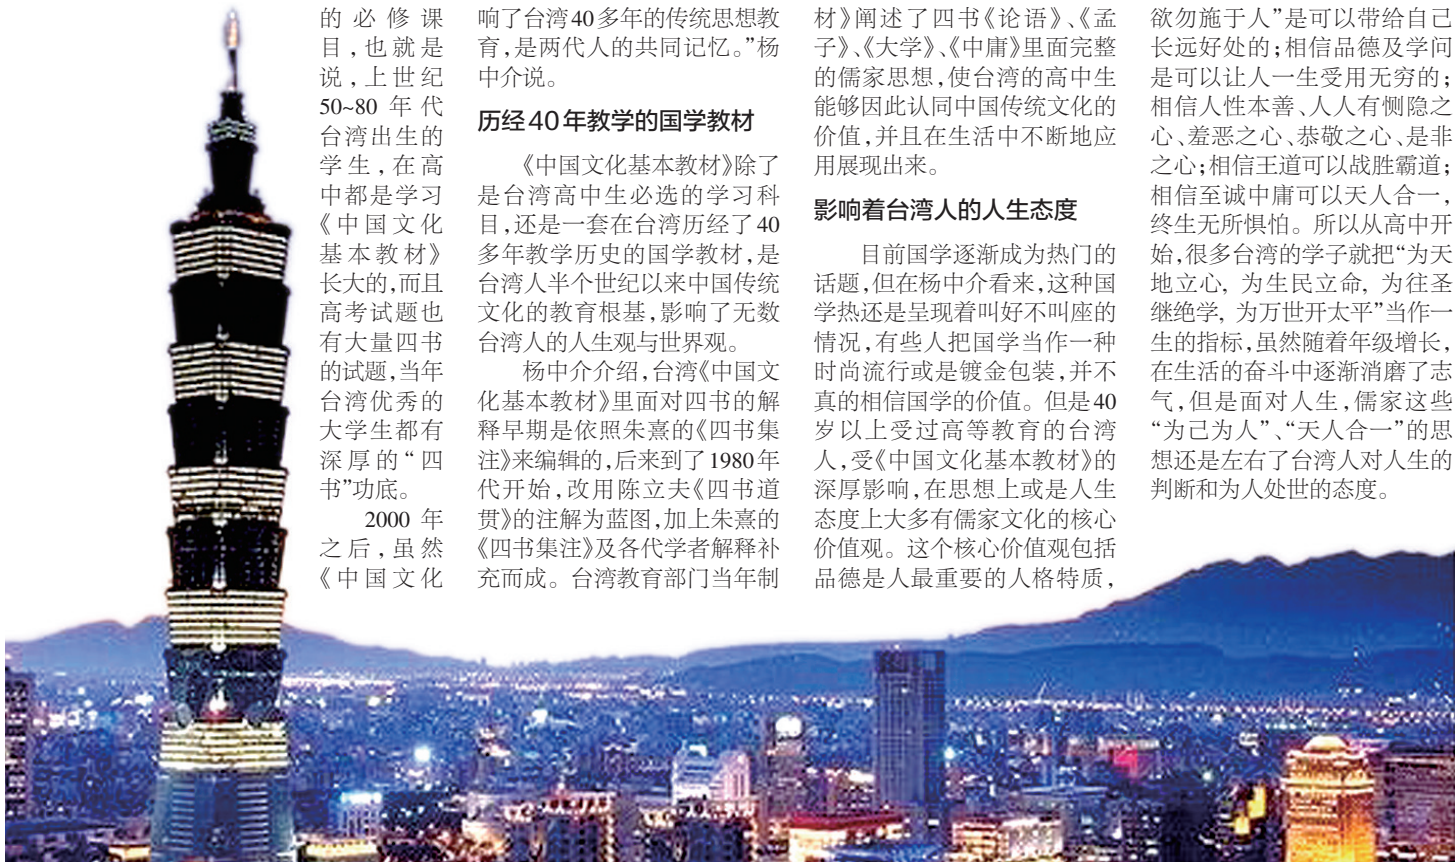 的必修课
目,也就是
说,上世纪
50~80年代
台湾出生的
学生,在高
中都是学习
《中国文化
基本教材》
长大的,而且
高考试题也
有大量四书
的试题,当年
台湾优秀的
大学生都有
深厚的“四
书”功底。
2000年
之后,虽然
《中国文化
响了台湾40多年的传统思想教
育,是两代人的共同记忆。”杨
中介说。
历经40年教学的国学教材
《中国文化基本教材》除了
是台湾高中生必选的学习科
目,还是一套在台湾历经了40
多年教学历史的国学教材,是
台湾人半个世纪以来中国传统
文化的教育根基,影响了无数
台湾人的人生观与世界观。
杨中介介绍,台湾《中国文
化基本教材》里面对四书的解
释早期是依照朱熹的《四书集
注》来编辑的,后来到了1980年
代开始,改用陈立夫《四书道
贯》的注解为蓝图,加上朱熹的
《四书集注》及各代学者解释补
充而成。台湾教育部门当年制
材》阐述了四书《论语》、《孟
子》、《大学》、《中庸》里面完整
的儒家思想,使台湾的高中生
能够因此认同中国传统文化的
价值,并且在生活中不断地应
用展现出来。
影响着台湾人的人生态度
目前国学逐渐成为热门的
话题,但在杨中介看来,这种国
学热还是呈现着叫好不叫座的
情况,有些人把国学当作一种
时尚流行或是镀金包装,并不
真的相信国学的价值。但是40
岁以上受过高等教育的台湾
人,受《中国文化基本教材》的
深厚影响,在思想上或是人生
态度上大多有儒家文化的核心
价值观。这个核心价值观包括
品德是人最重要的人格特质,
欲勿施于人”是可以带给自己
长远好处的;相信品德及学问
是可以让人一生受用无穷的;
相信人性本善、人人有恻隐之
心、羞恶之心、恭敬之心、是非
之心;相信王道可以战胜霸道;
相信至诚中庸可以天人合一,
终生无所惧怕。所以从高中开
始,很多台湾的学子就把“为天
地立心, 为生民立命, 为往圣
继绝学, 为万世开太平”当作一
生的指标,虽然随着年级增长,
在生活的奋斗中逐渐消磨了志
气,但是面对人生,儒家这些
“为己为人”、“天人合一”的思
想还是左右了台湾人对人生的
判断和为人处世的态度。